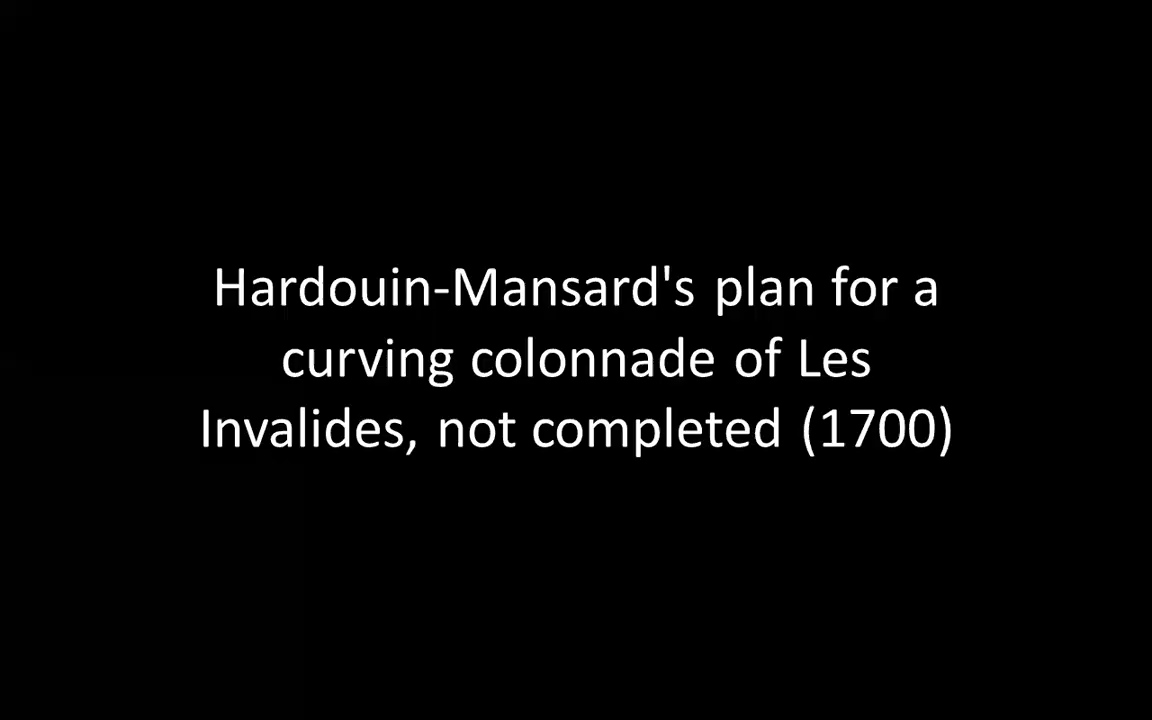 Hardouin-Mansard's plan for a
curving colonnade of Les
Invalides, not completed (1700)